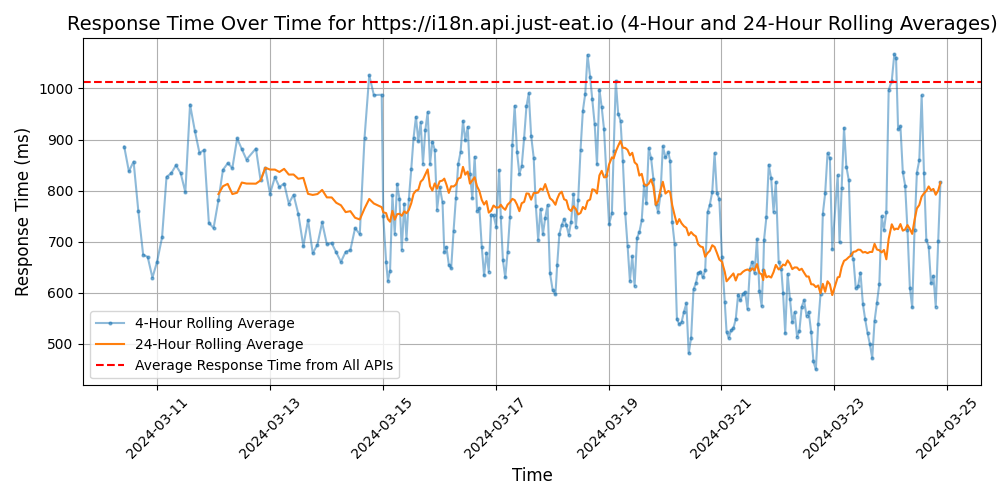 Response Time Over Time for https://i18n.api.just-eat.io (4-Hour and 24-Hour Rolling Averages)
Response Time (ms)
1000
900
800
700
600
500
4-Hour Rolling Average
24-Hour Rolling Average
Average Response Time from All APIs
2024-03-11
2024-03-13
2024-03-15
2024-03-17
2024-03-19
2024-03-21
2024-03-23
2024-03-25
Time